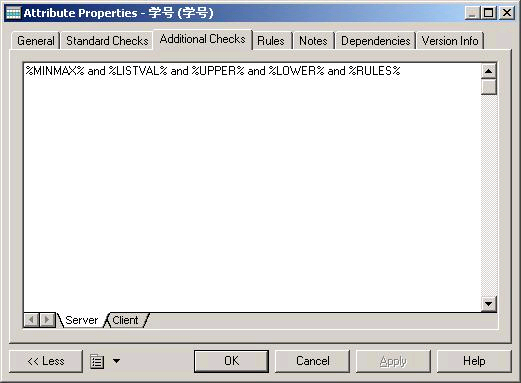 Attribute Properties - 学号 (学号)
General Standard Checks Additional Checks Rules Notes Dependencies Version Info
%MINMAX% and %LISTVAL% and %UPPER% and %LOWER% and %RULES%
Server Client
<< Less OK Cancel Apply Help